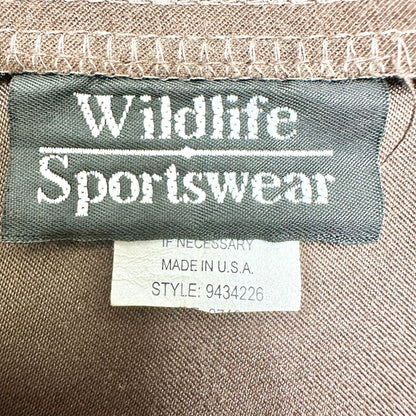 Wildlife
Sportswear
IF NECESSARY
MADE IN U.S.A.
STYLE: 9434226